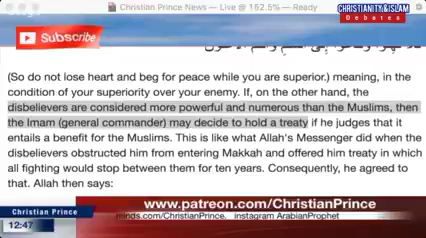 Christian Prince News — Live @ 152.5% — Ready
CHRISTIANITY & ISLAM
Debates
Subscribe
(So do not lose heart and beg for peace while you are superior.) meaning, in the
condition of your superiority over your enemy. If, on the other hand, the
disbelievers are considered more powerful and numerous than the Muslims, then
the Imam (general commander) may decide to hold a treaty if he judges that it
entails a benefit for the Muslims. This is like what Allah's Messenger did when the
disbelievers obstructed him from entering Makkah and offered him treaty in which
all fighting would stop between them for ten years. Consequently, he agreed to
that. Allah then says:
www.patreon.com/ChristianPrince
Christian Prince
12:47
minds.com/ChristianPrince. instagram ArabianProphet